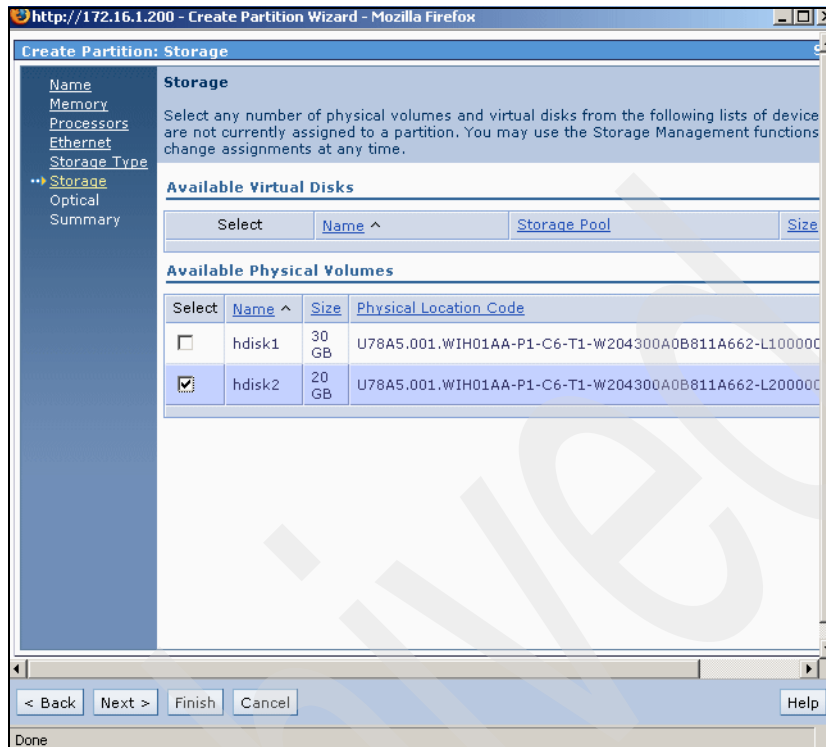 http://172.16.1.200 - Create Partition Wizard - Mozilla Firefox
Create Partition: Storage
Name
Memory
Processors
Ethernet
Storage Type
Storage
Optical
Summary
Storage
Select any number of physical volumes and virtual disks from the following lists of device
are not currently assigned to a partition. You may use the Storage Management functions
change assignments at any time.
Available Virtual Disks
Select Name ^ Storage Pool Size
Available Physical Volumes
Select Name ^ Size Physical Location Code
hdisk1 30 GB U78A5.001.WIH01AA-P1-C6-T1-W204300A0B811A662-L100000
hdisk2 20 GB U78A5.001.WIH01AA-P1-C6-T1-W204300A0B811A662-L200000
< Back Next > Finish Cancel Help
Done